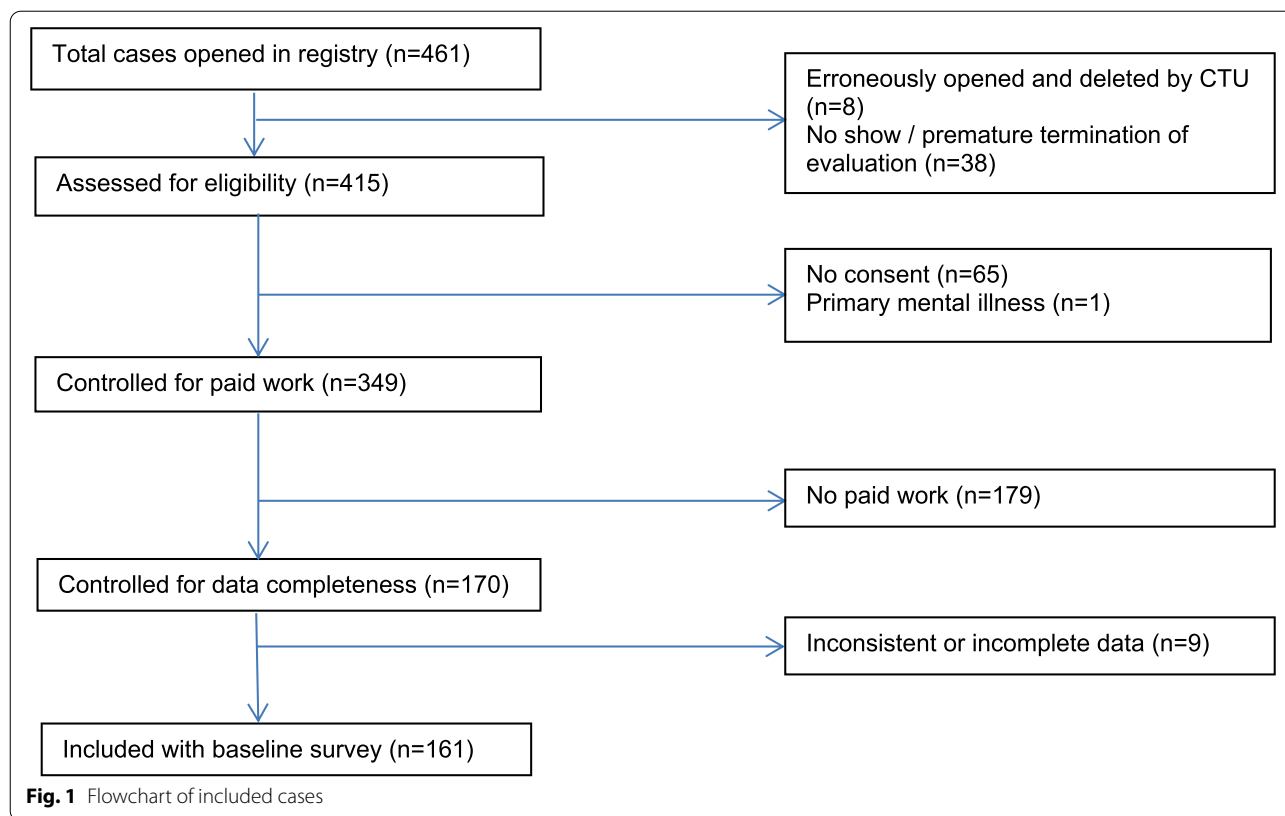 Total cases opened in registry (n=461)
Erroneously opened and deleted by CTU
(n=8)
No show / premature termination of
evaluation (n=38)
Assessed for eligibility (n=415)
No consent (n=65)
Primary mental illness (n=1)
Controlled for paid work (n=349)
No paid work (n=179)
Controlled for data completeness (n=170)
Inconsistent or incomplete data (n=9)
Included with baseline survey (n=161)
Fig. 1 Flowchart of included cases